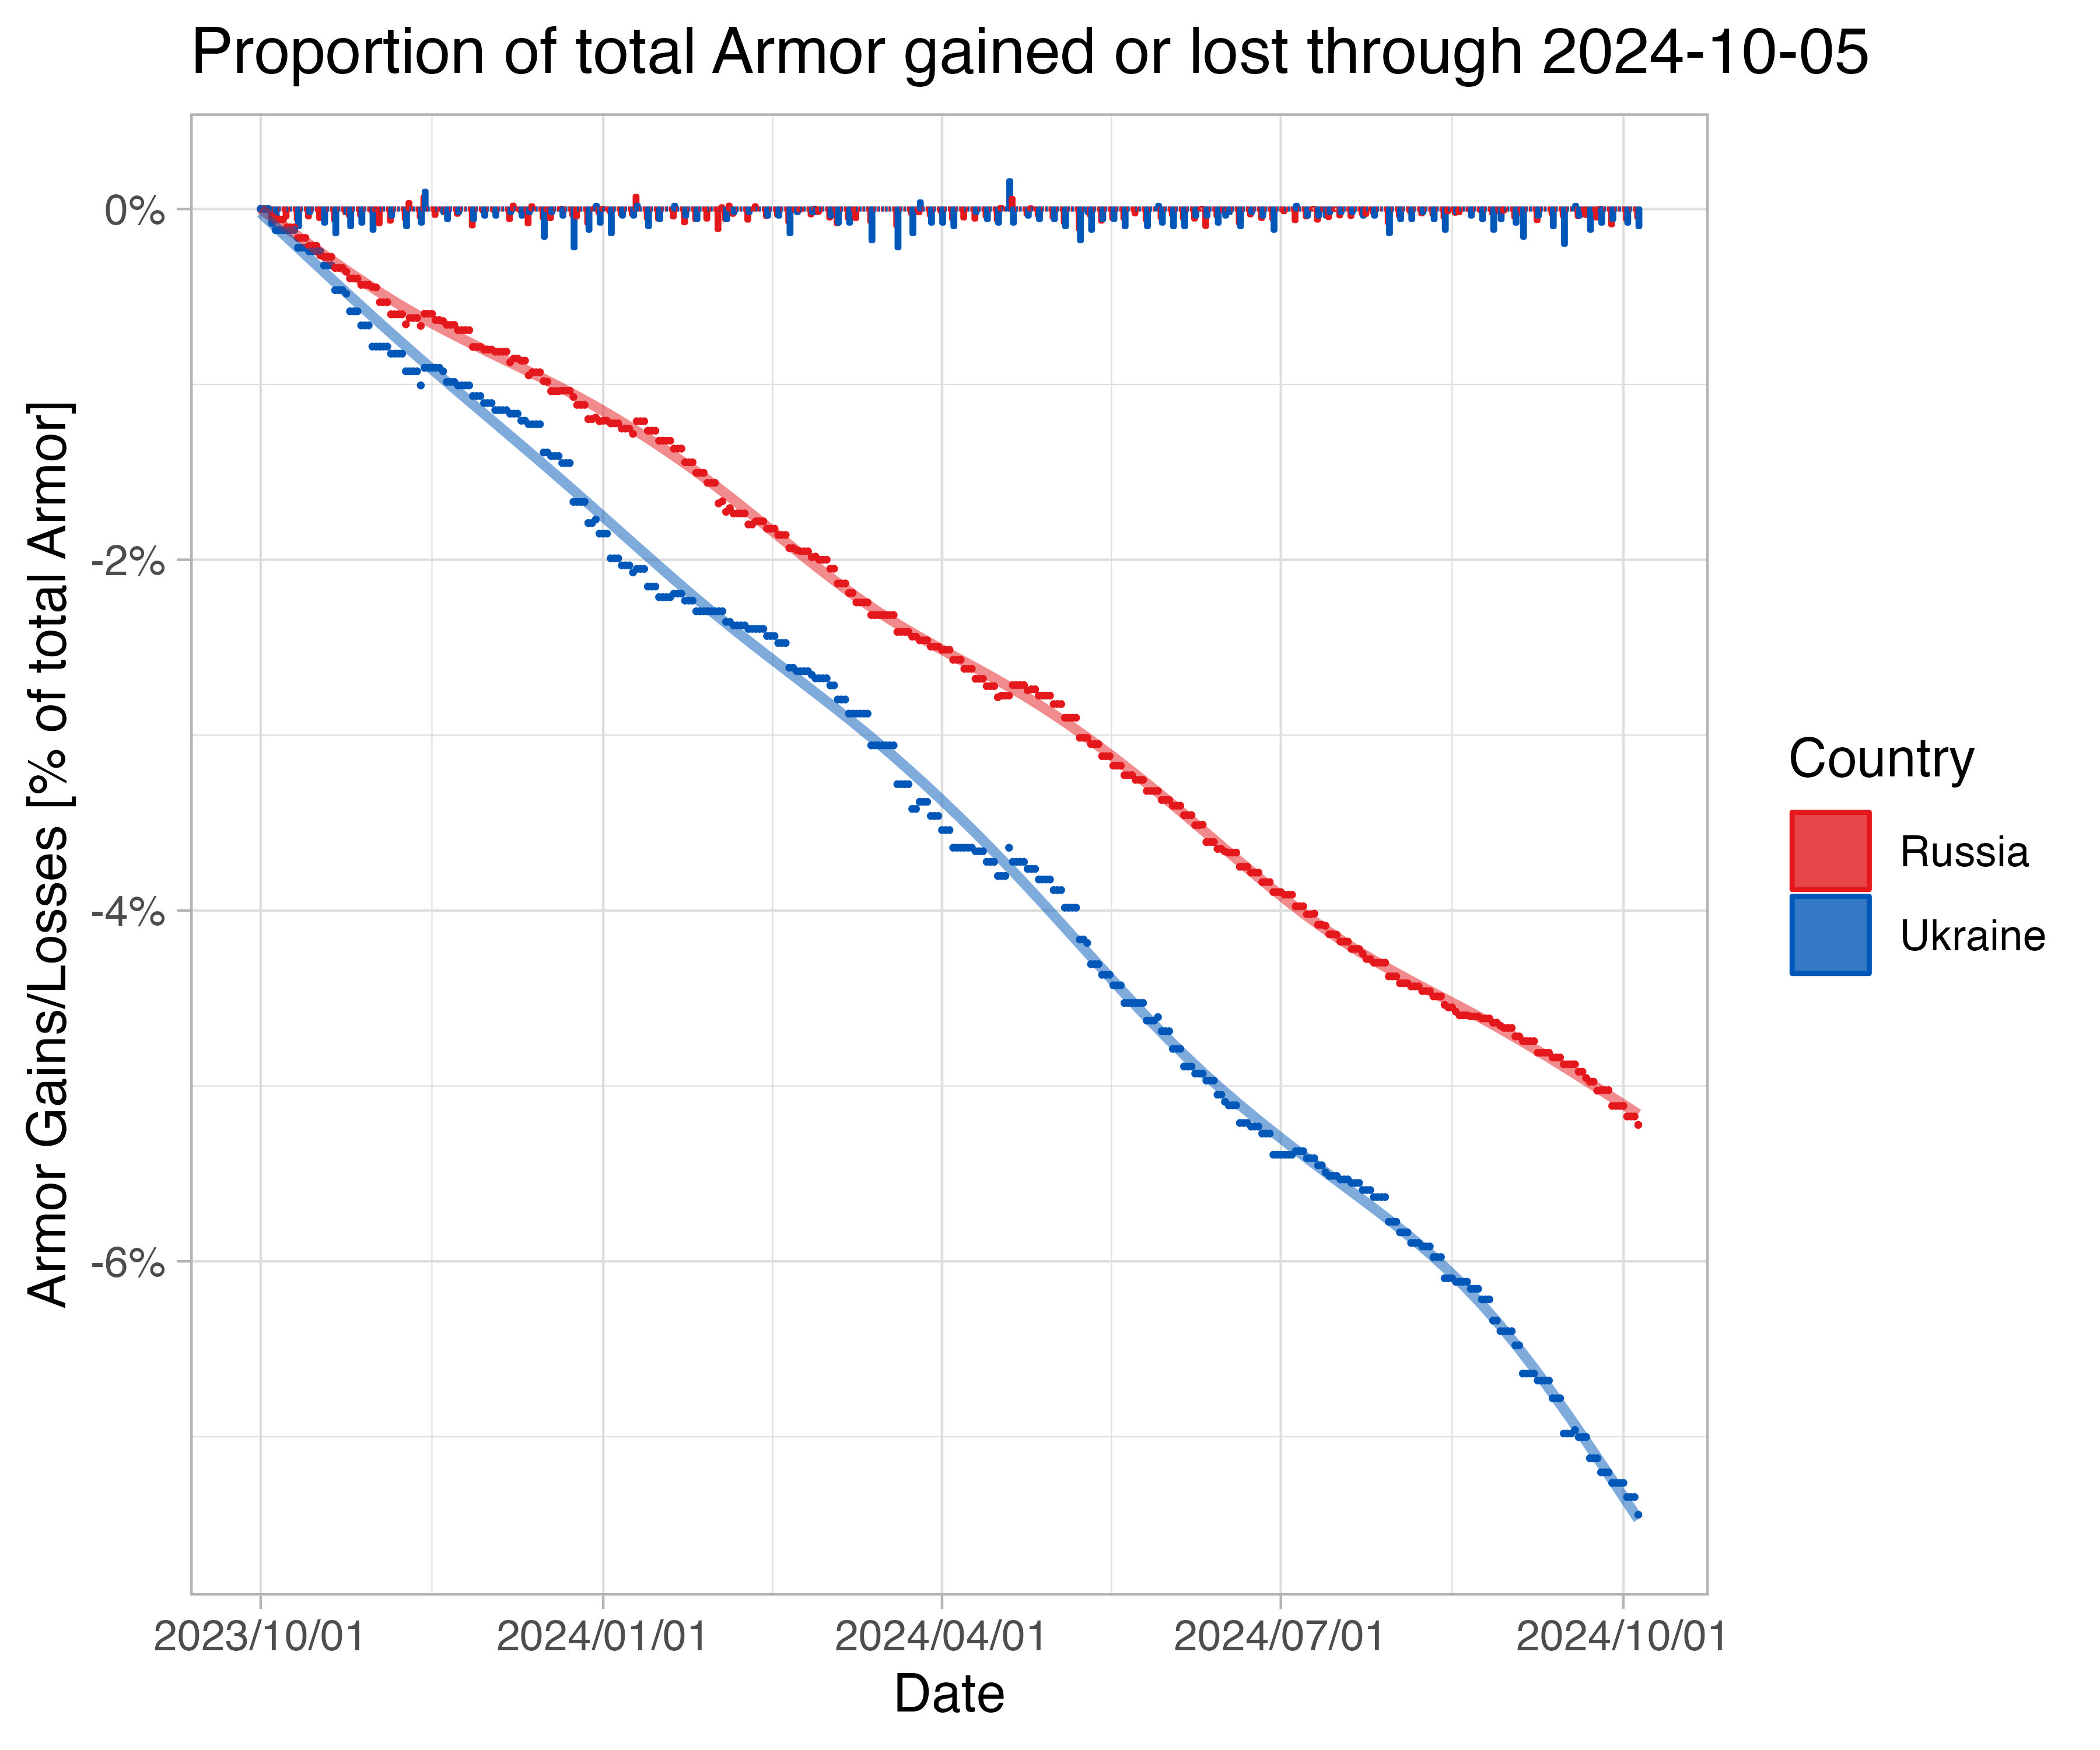 Proportion of total Armor gained or lost through 2024-10-05
Armor Gains/Losses [% of total Armor]
0%
-2%
-4%
-6%
2023/10/01
2024/01/01
2024/04/01
2024/07/01
2024/10/01
Date
Country
Russia
Ukraine